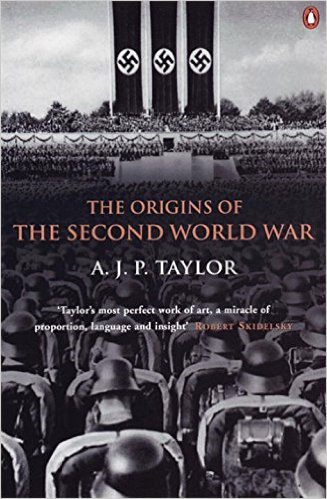 THE ORIGINS OF
THE SECOND WORLD WAR
A. J. P. TAYLOR
'Taylor's most perfect work of art, a miracle of
proportion, language and insight' ROBERT SKIDELSKY